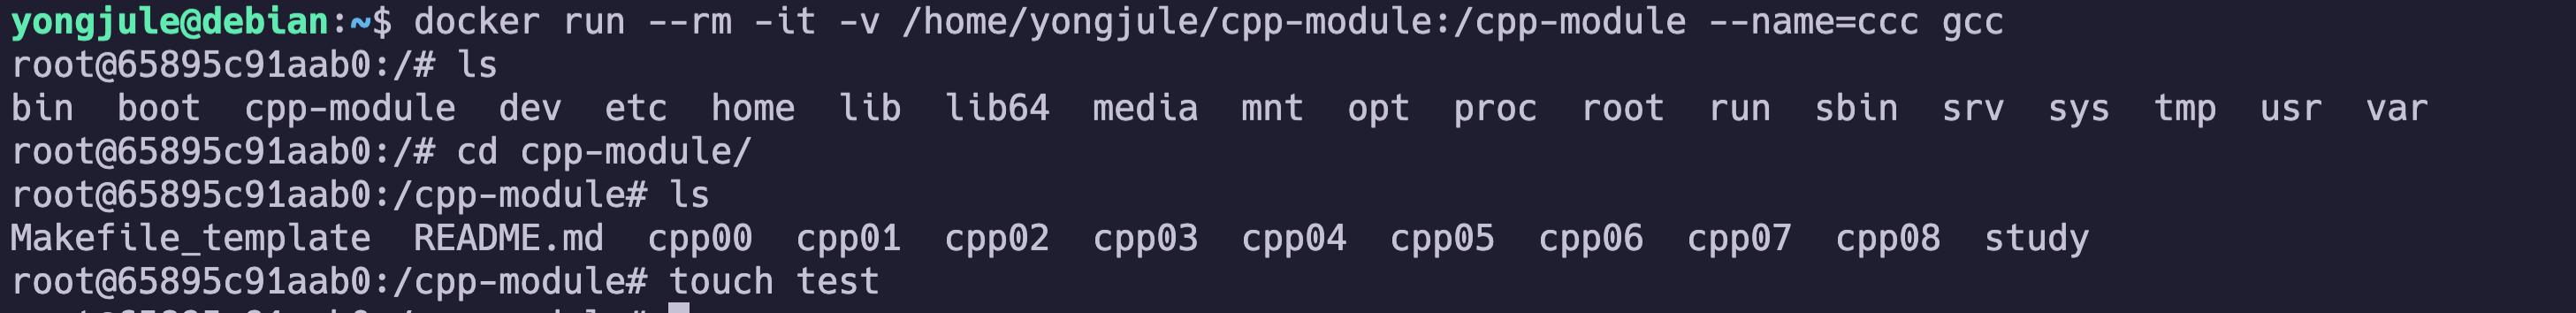 yongjule@debian:~$ docker run --rm -it -v /home/yongjule/cpp-module:/cpp-module --name=ccc gcc
root@65895c91aab0:/# ls
bin  boot  cpp-module  dev  etc  home  lib  lib64  media  mnt  opt  proc  root  run  sbin  srv  sys  tmp  usr  var
root@65895c91aab0:/# cd cpp-module/
root@65895c91aab0:/cpp-module# ls
Makefile_template  README.md  cpp00  cpp01  cpp02  cpp03  cpp04  cpp05  cpp06  cpp07  cpp08  study
root@65895c91aab0:/cpp-module# touch test